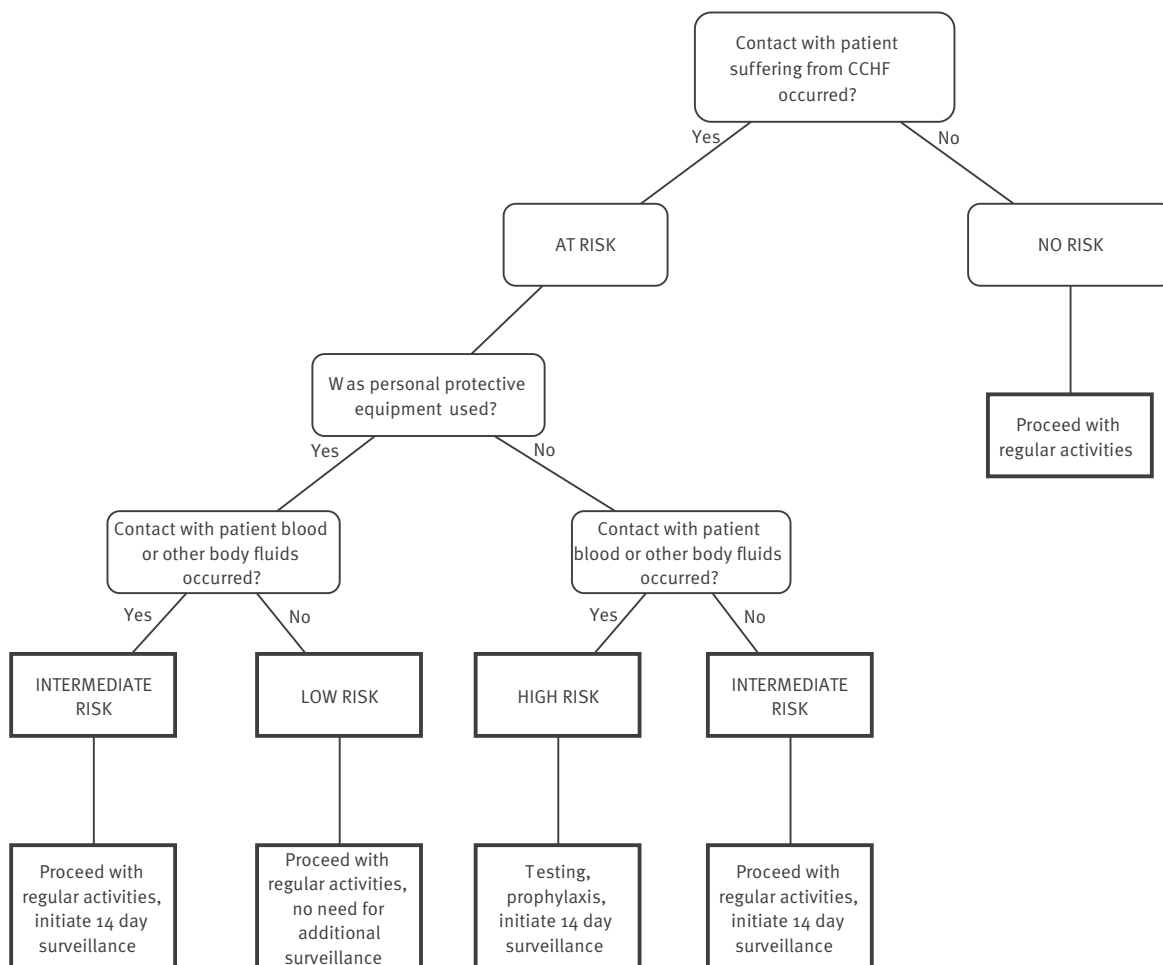 Contact with patient
suffering from CCHF
occurred?
Yes
No
AT RISK
NO RISK
Was personal protective
equipment used?
Proceed with
regular activities
Yes
No
Contact with patient blood
or other body fluids
occurred?
Contact with patient
blood or other body fluids
occurred?
Yes
No
Yes
No
INTERMEDIATE
RISK
LOW RISK
HIGH RISK
INTERMEDIATE
RISK
Proceed with
regular activities,
initiate 14 day
surveillance
Proceed with
regular activities,
no need for
additional
surveillance
Testing,
prophylaxis,
initiate 14 day
surveillance
Proceed with
regular activities,
initiate 14 day
surveillance